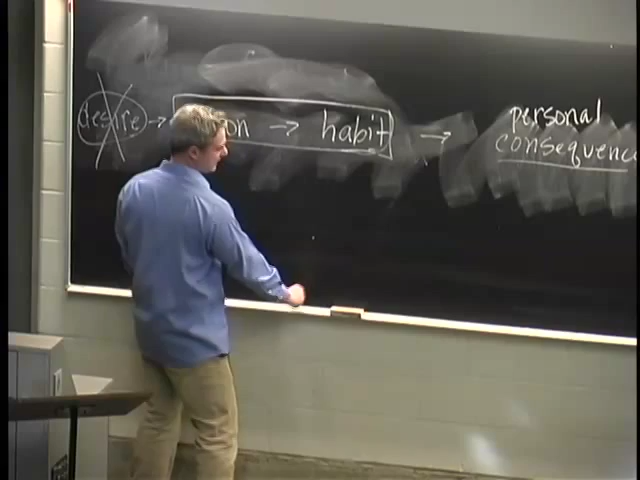 desire → on → habit → personal
consequenc